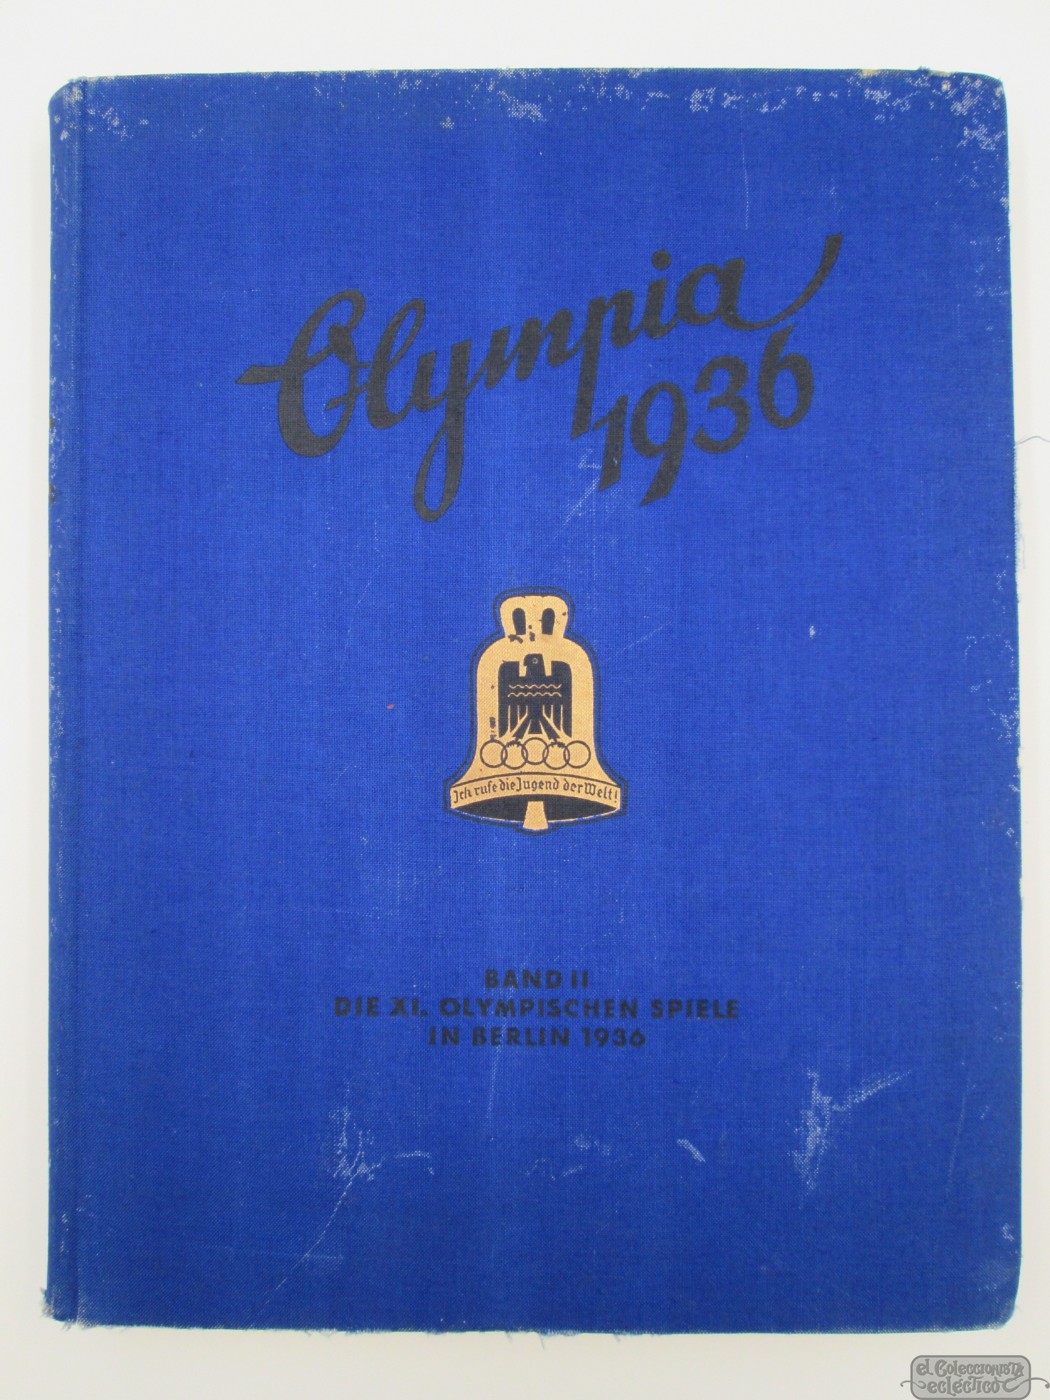 Olympia
1936
Ich rufe die Jugend der Welt!
BAND II
DIE XI. OLYMPISCHEN SPIELE
IN BERLIN 1936
el Coleccionista
ecléctico